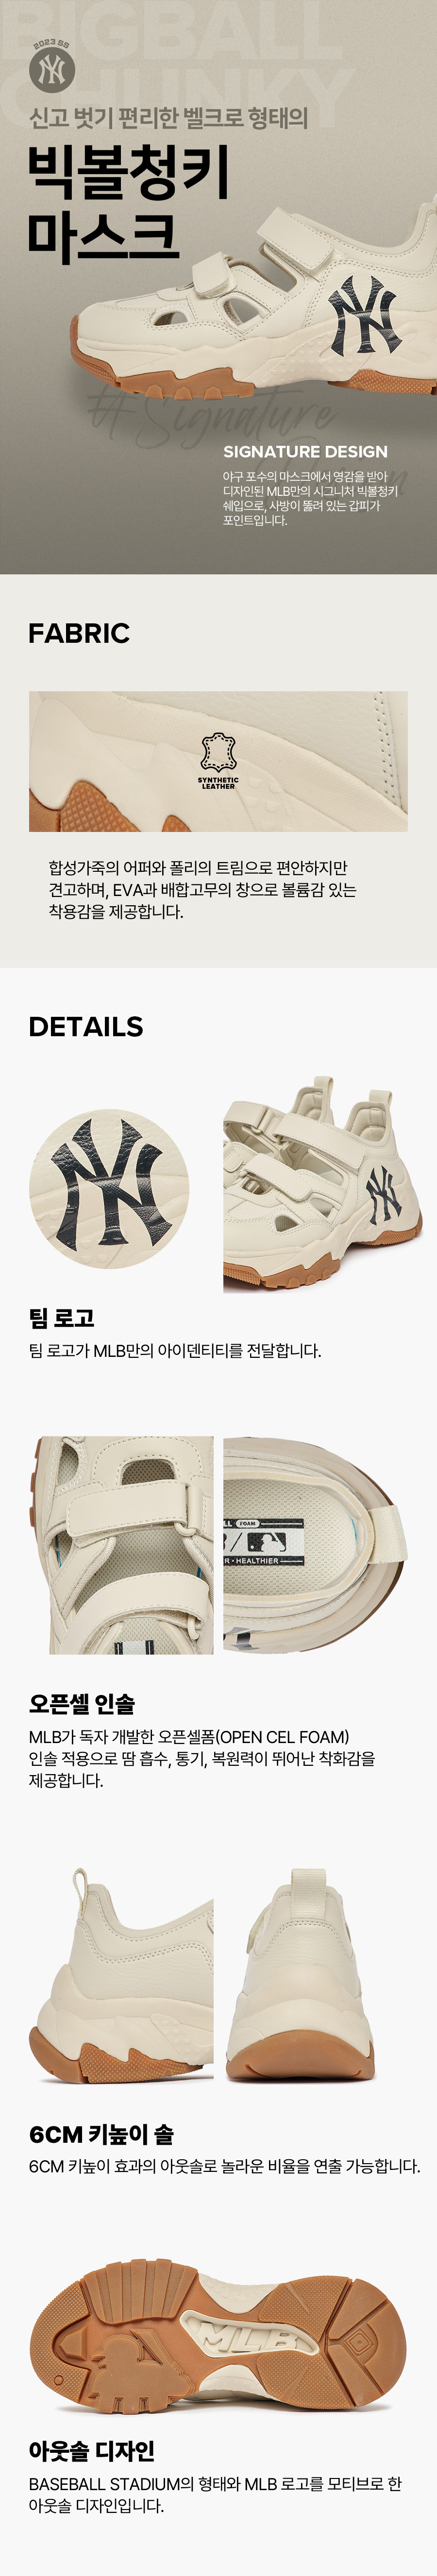 BIGBALL
CHUNKY
2023 SS
NY
신고 벗기 편리한 벨크로 형태의
빅볼청키
마스크
NY
#Signature
Design
SIGNATURE DESIGN
야구 포수의 마스크에서 영감을 받아
디자인된 MLB만의 시그니처 빅볼청키
쉐입으로, 사방이 뚫려 있는 갑피가
포인트입니다.
FABRIC
SYNTHETIC
LEATHER
합성가죽의 어퍼와 폴리의 트림으로 편안하지만
견고하며, EVA과 배합고무의 창으로 볼륨감 있는
착용감을 제공합니다.
DETAILS
NY
NY
팀 로고
팀 로고가 MLB만의 아이덴티티를 전달합니다.
FOAM
R · HEALTHIER
오픈셀 인솔
MLB가 독자 개발한 오픈셀폼(OPEN CEL FOAM)
인솔 적용으로 땀 흡수, 통기, 복원력이 뛰어난 착화감을
제공합니다.
6CM 키높이 솔
6CM 키높이 효과의 아웃솔로 놀라운 비율을 연출 가능합니다.
MLB
아웃솔 디자인
BASEBALL STADIUM의 형태와 MLB 로고를 모티브로 한
아웃솔 디자인입니다.